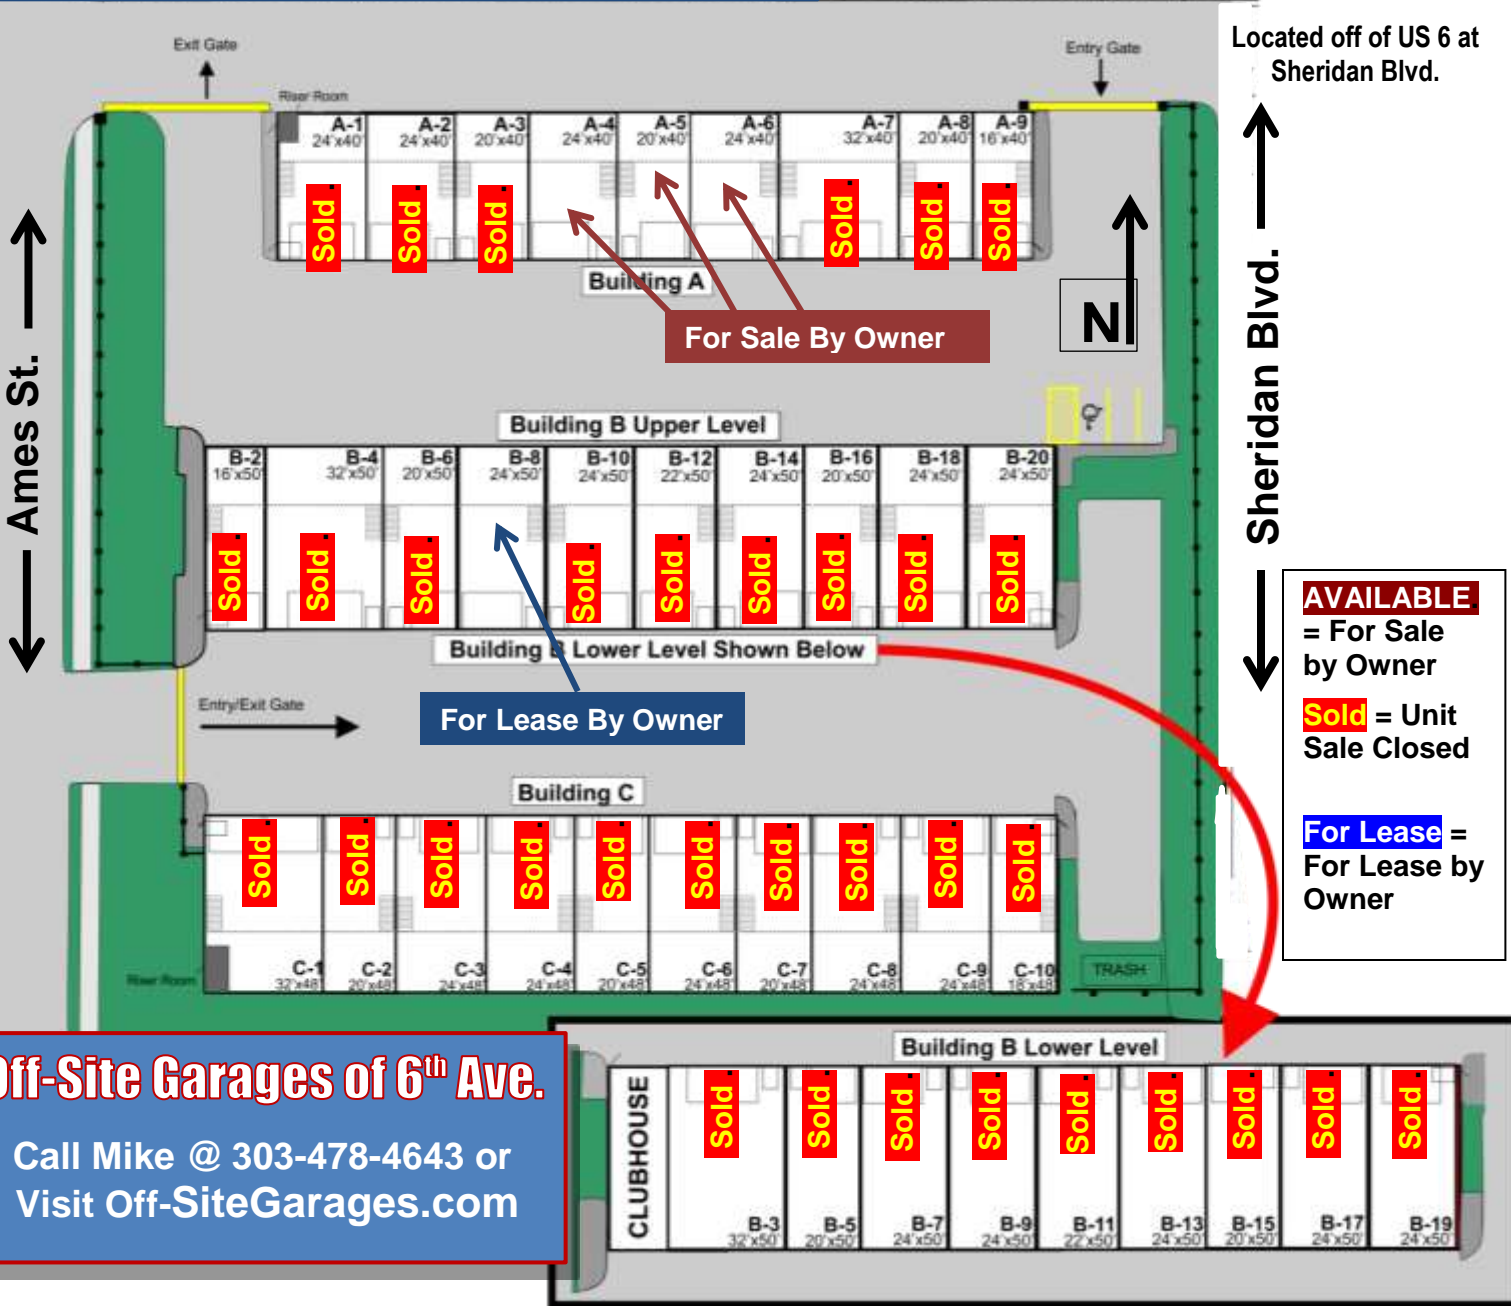 Located off of US 6 at
Sheridan Blvd.
Exit Gate
Entry Gate
Riser Room
A-1
24'x40'
A-2
24'x40'
A-3
20'x40'
A-4
24'x40'
A-5
20'x40'
A-6
24'x40'
A-7
32'x40'
A-8
20'x40'
A-9
16'x40'
Sold
Sold
Sold
Sold
Sold
Sold
Building A
For Sale By Owner
N
Ames St.
Sheridan Blvd.
Building B Upper Level
B-2
16'x50'
B-4
32'x50'
B-6
20'x50'
B-8
24'x50'
B-10
24'x50'
B-12
22'x50'
B-14
24'x50'
B-16
20'x50'
B-18
24'x50'
B-20
24'x50'
Sold
Sold
Sold
Sold
Sold
Sold
Sold
Sold
Sold
Building B Lower Level Shown Below
Entry/Exit Gate
For Lease By Owner
AVAILABLE
= For Sale
by Owner
Sold = Unit
Sale Closed
For Lease =
For Lease by
Owner
Building C
Sold
Sold
Sold
Sold
Sold
Sold
Sold
Sold
Sold
Sold
Riser Room
C-1
32'x48'
C-2
20'x48'
C-3
24'x48'
C-4
24'x48'
C-5
20'x48'
C-6
24'x48'
C-7
20'x48'
C-8
24'x48'
C-9
24'x48'
C-10
18'x48'
TRASH
Off-Site Garages of 6th Ave.
Call Mike @ 303-478-4643 or
Visit Off-SiteGarages.com
Building B Lower Level
CLUBHOUSE
Sold
Sold
Sold
Sold
Sold
Sold
Sold
Sold
Sold
B-3
32'x50'
B-5
20'x50'
B-7
24'x50'
B-9
24'x50'
B-11
22'x50'
B-13
24'x50'
B-15
20'x50'
B-17
24'x50'
B-19
24'x50'